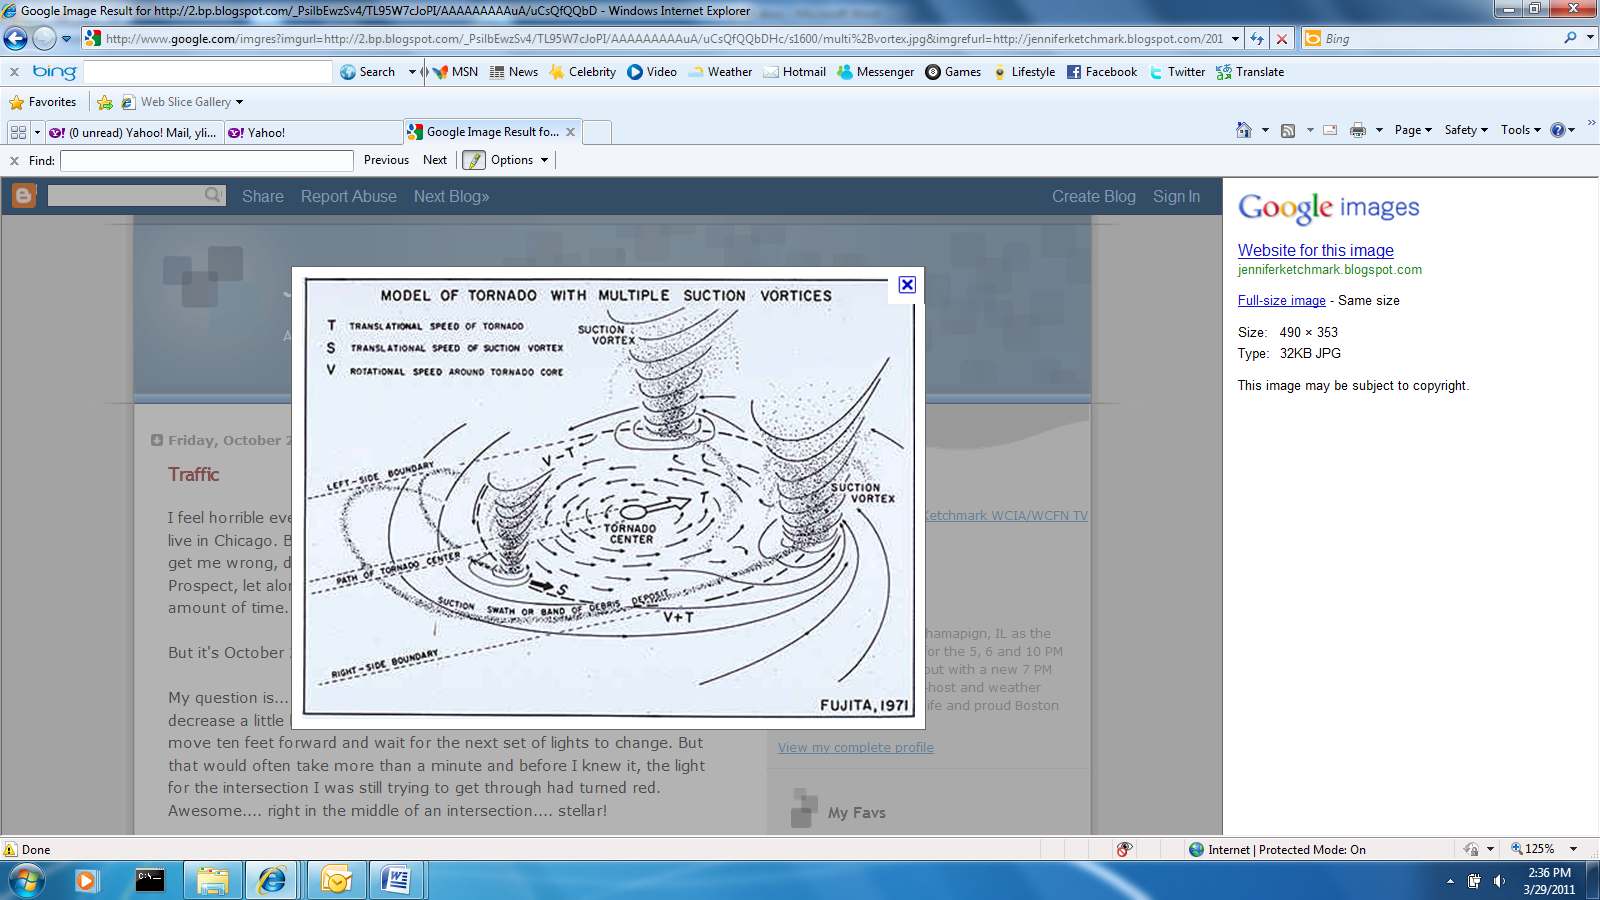 Google Image Result for http://2.bp.blogspot.com/_PsiIbEwzSv4/TL95W7cJoPI/AAAAAAAAAuA/uCsQfQQbD - Windows Internet Explorer
http://www.google.com/imgres?imgurl=http://2.bp.blogspot.com/_PsiIbEwzSv4/TL95W7cJoPI/AAAAAAAAAuA/uCsQfQQbDHc/s1600/multi%2Bvortex.jpg&imgrefurl=http://jenniferketchmark.blogspot.com/201
Bing
bing Search MSN News Celebrity Video Weather Hotmail Messenger Games Lifestyle Facebook Twitter Translate
Favorites Web Slice Gallery
(0 unread) Yahoo! Mail, yli... Yahoo! Google Image Result fo... Page Safety Tools
Find: Previous Next Options
Share Report Abuse Next Blog» Create Blog Sign In
Google images
Website for this image
jenniferketchmark.blogspot.com
Full-size image - Same size
Size: 490 × 353
Type: 32KB JPG
This image may be subject to copyright.
MODEL OF TORNADO WITH MULTIPLE SUCTION VORTICES
T TRANSLATIONAL SPEED OF TORNADO
S TRANSLATIONAL SPEED OF SUCTION VORTEX
V ROTATIONAL SPEED AROUND TORNADO CORE
SUCTION
VORTEX
V-T
LEFT-SIDE BOUNDARY
SUCTION
VORTEX
T
TORNADO
CENTER
PATH OF TORNADO CENTER
S
SUCTION SWATH OR BAND OF DEBRIS DEPOSIT
V+T
RIGHT-SIDE BOUNDARY
FUJITA, 1971
Friday, October 2
Traffic
I feel horrible eve
live in Chicago. B
get me wrong, d
Prospect, let alon
amount of time.
But it's October
My question is...
decrease a little
move ten feet forward and wait for the next set of lights to change. But
that would often take more than a minute and before I knew it, the light
for the intersection I was still trying to get through had turned red.
Awesome.... right in the middle of an intersection.... stellar!
Ketchmark WCIA/WCFN TV
hamapign, IL as the
for the 5, 6 and 10 PM
out with a new 7 PM
-host and weather
ife and proud Boston
View my complete profile
My Favs
Done Internet | Protected Mode: On 125%
2:36 PM
3/29/2011